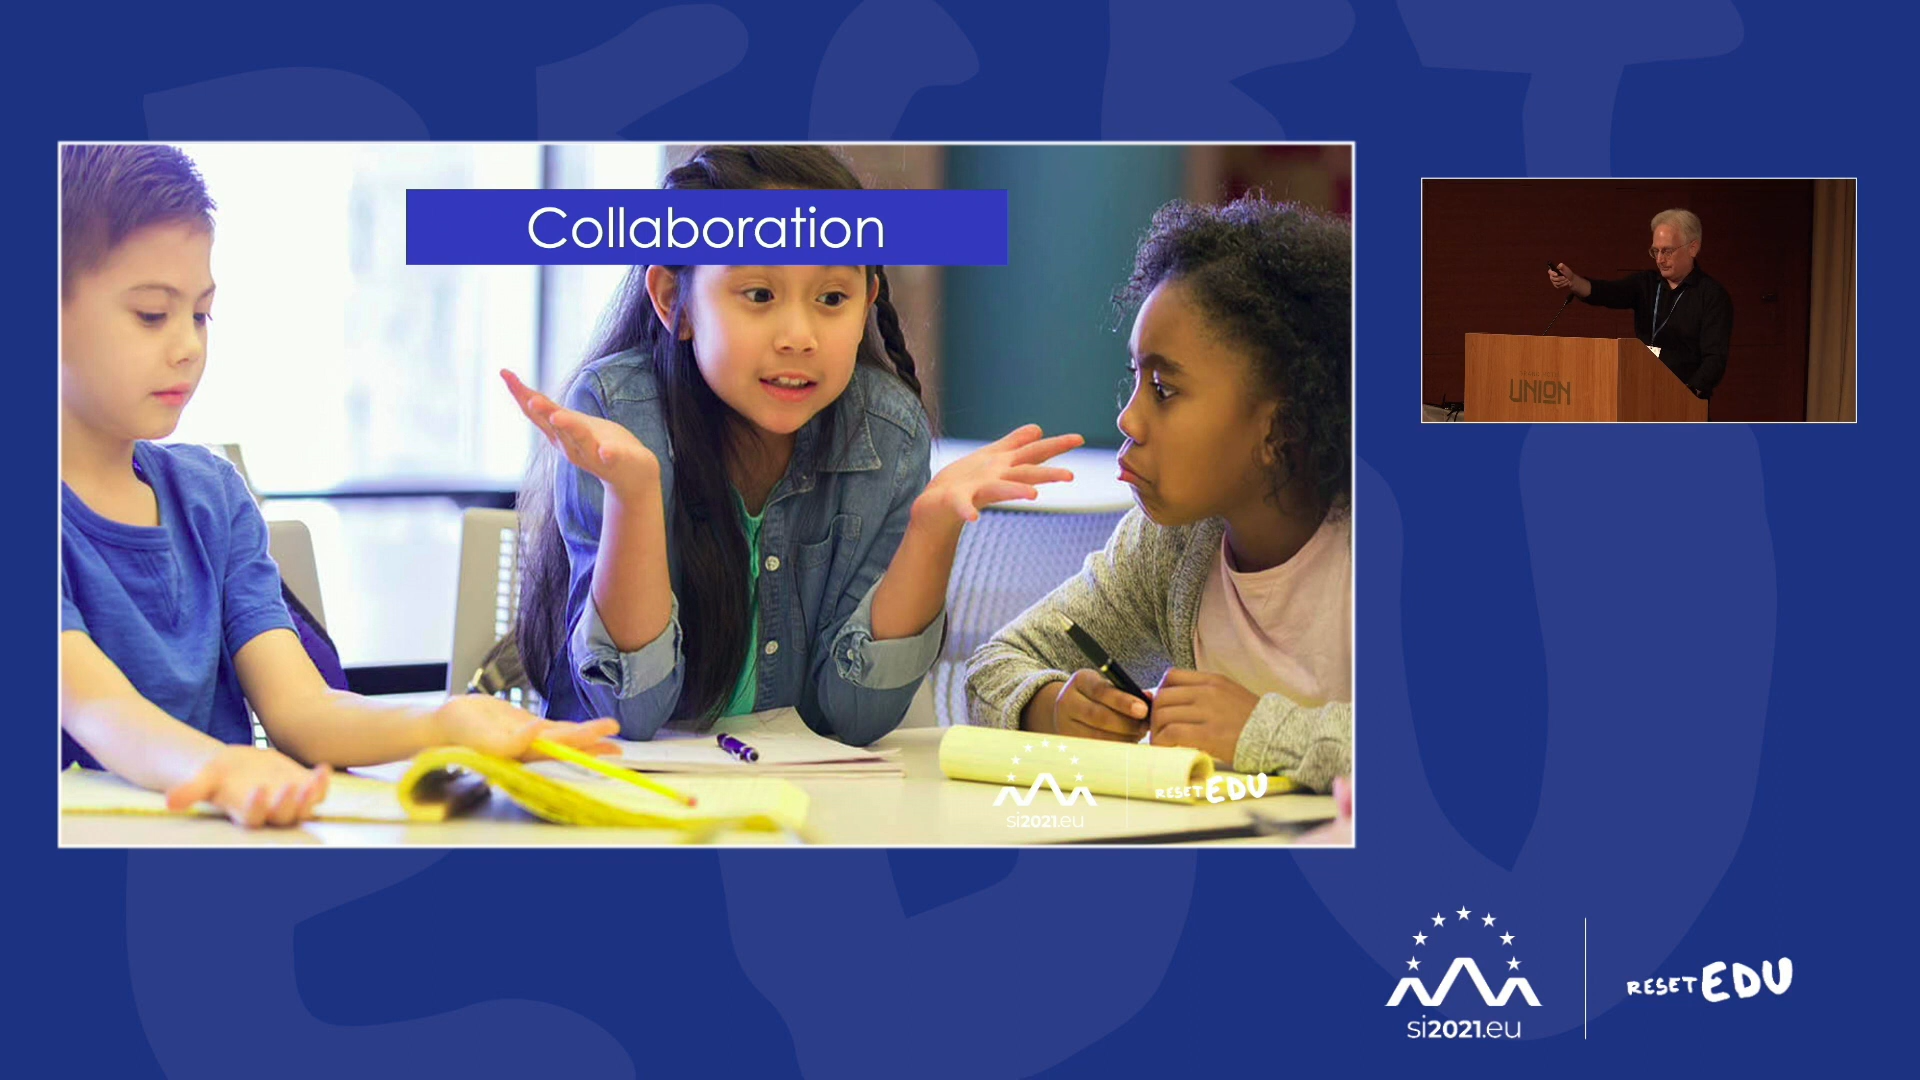 Collaboration
UNION
si2021.eu
RESET EDU
si2021.eu
RESET EDU